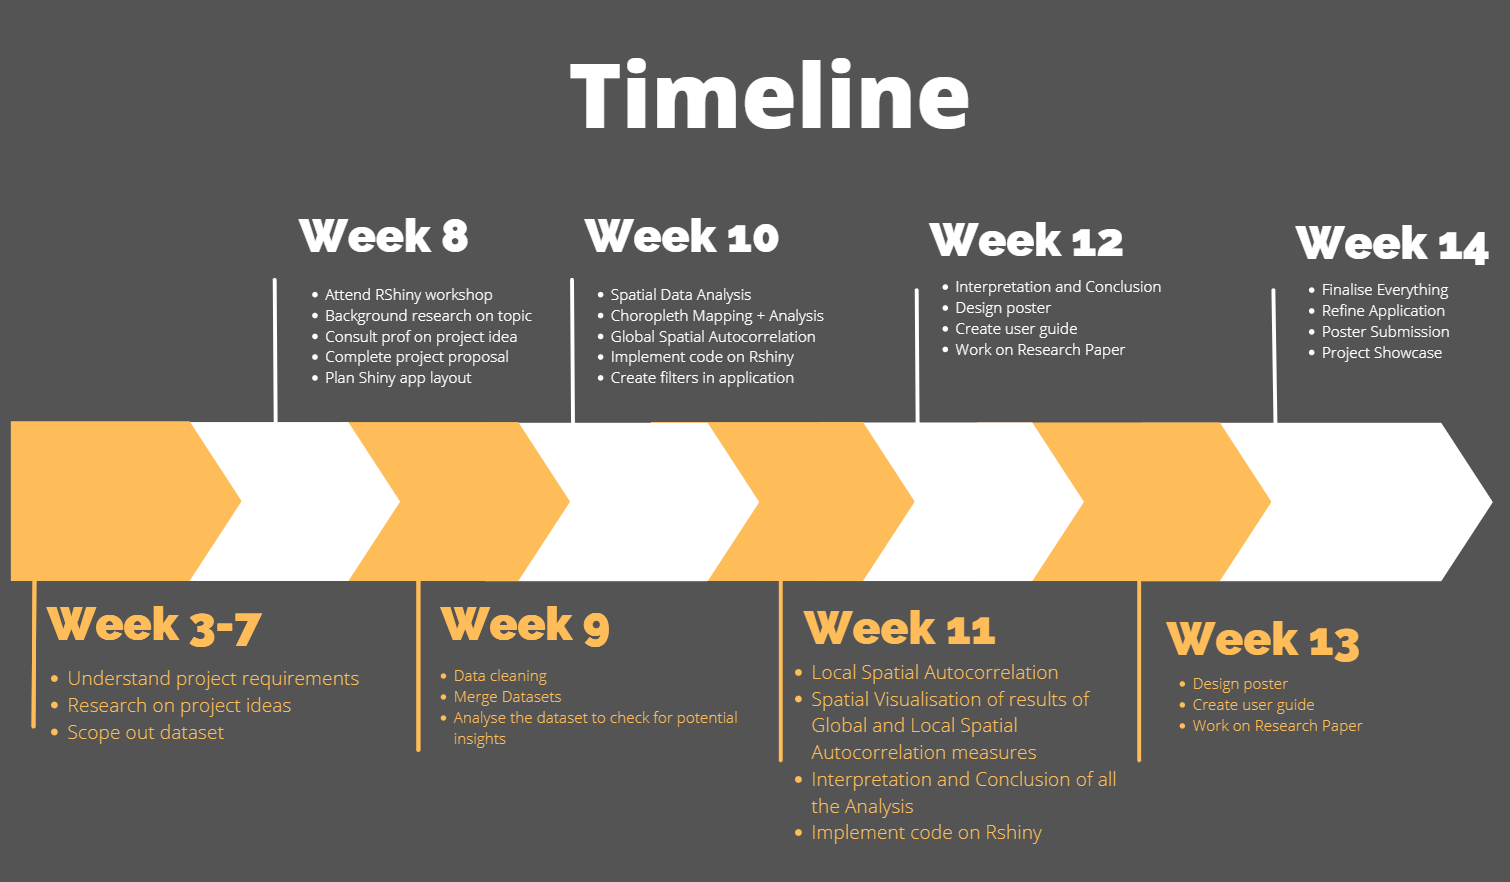 Timeline
Week 8
• Attend RShiny workshop
• Background research on topic
• Consult prof on project idea
• Complete project proposal
• Plan Shiny app layout
Week 10
• Spatial Data Analysis
• Choropleth Mapping + Analysis
• Global Spatial Autocorrelation
• Implement code on Rshiny
• Create filters in application
Week 12
• Interpretation and Conclusion
• Design poster
• Create user guide
• Work on Research Paper
Week 14
• Finalise Everything
• Refine Application
• Poster Submission
• Project Showcase
Week 3-7
• Understand project requirements
• Research on project ideas
• Scope out dataset
Week 9
• Data cleaning
• Merge Datasets
• Analyse the dataset to check for potential
insights
Week 11
• Local Spatial Autocorrelation
• Spatial Visualisation of results of
Global and Local Spatial
Autocorrelation measures
• Interpretation and Conclusion of all
the Analysis
• Implement code on Rshiny
Week 13
• Design poster
• Create user guide
• Work on Research Paper